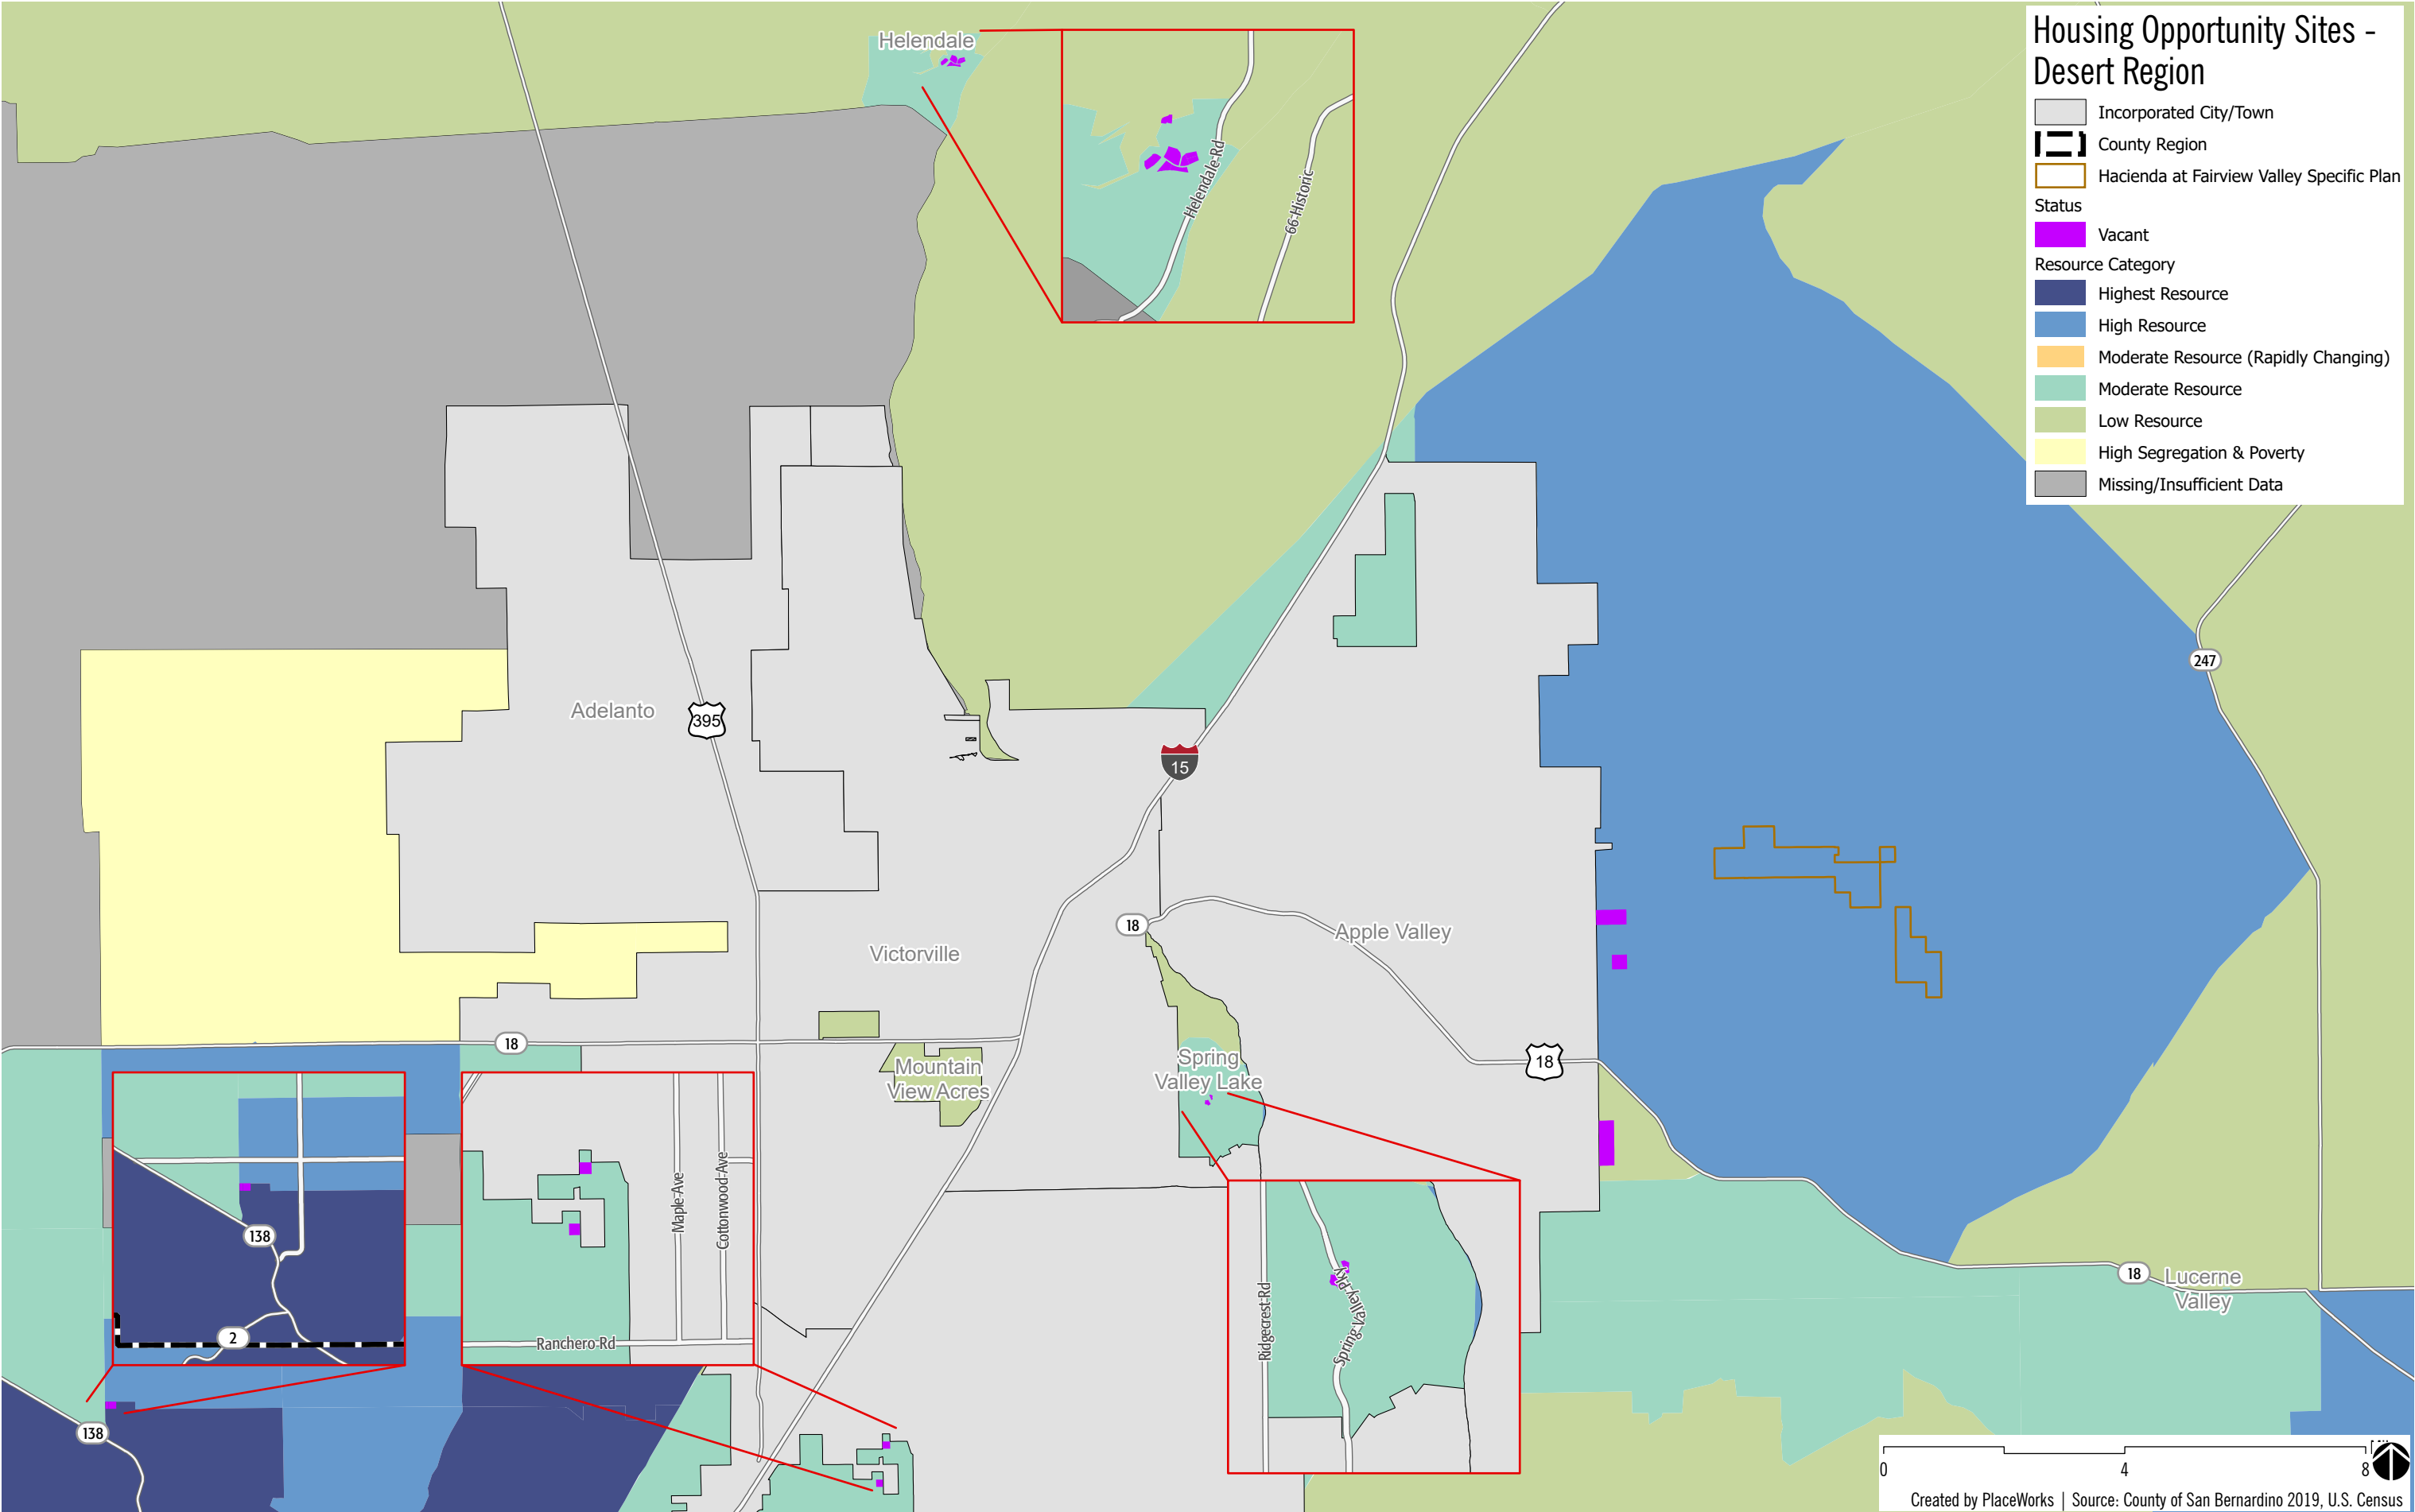 Housing Opportunity Sites -
Desert Region
Incorporated City/Town
County Region
Hacienda at Fairview Valley Specific Plan
Status
Vacant
Resource Category
Highest Resource
High Resource
Moderate Resource (Rapidly Changing)
Moderate Resource
Low Resource
High Segregation & Poverty
Missing/Insufficient Data
Helendale
Helendale Rd
66 Historic
247
Adelanto
395
15
18
Apple Valley
Victorville
18
18
Mountain
View Acres
Spring
Valley Lake
138
2
Maple Ave
Cottonwood Ave
Ranchero Rd
Ridgecrest Rd
Spring Valley Pky
18
Lucerne
Valley
138
0
4
8
Created by PlaceWorks | Source: County of San Bernardino 2019, U.S. Census